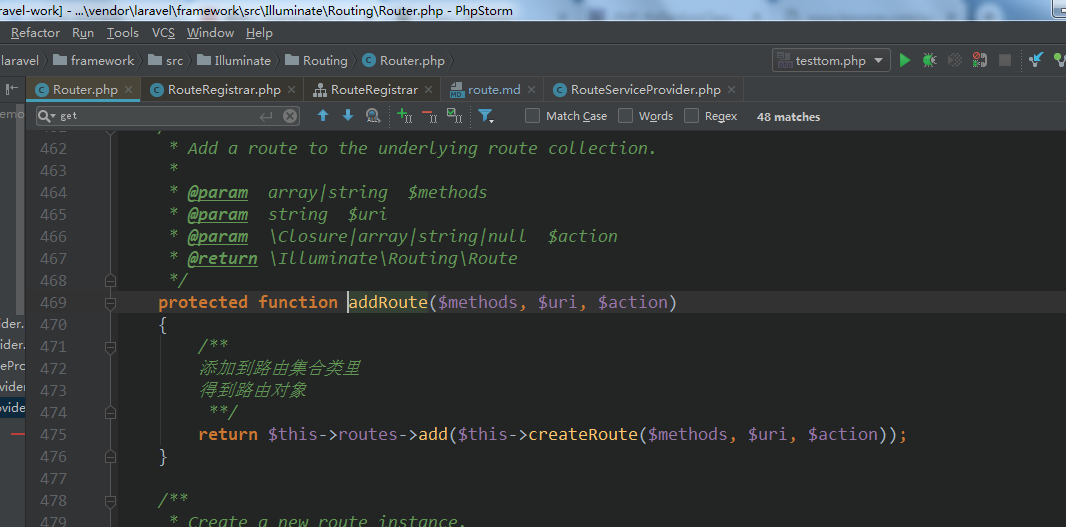 ravel-work] - ...\vendor\laravel\framework\src\Illuminate\Routing\Router.php - PhpStorm
Refactor Run Tools VCS Window Help
laravel framework src Illuminate Routing Router.php testtom.php
Router.php RouteRegistrar.php RouteRegistrar route.md RouteServiceProvider.php
get Match Case Words Regex 48 matches
462 * Add a route to the underlying route collection.
463 *
464 * @param array|string $methods
465 * @param string $uri
466 * @param \Closure|array|string|null $action
467 * @return \Illuminate\Routing\Route
468 */
469 protected function addRoute($methods, $uri, $action)
470 {
471 /**
472 添加到路由集合类里
473 得到路由对象
474 **/
475 return $this->routes->add($this->createRoute($methods, $uri, $action));
476 }
477
478 /**
479 * Create a new route instance.